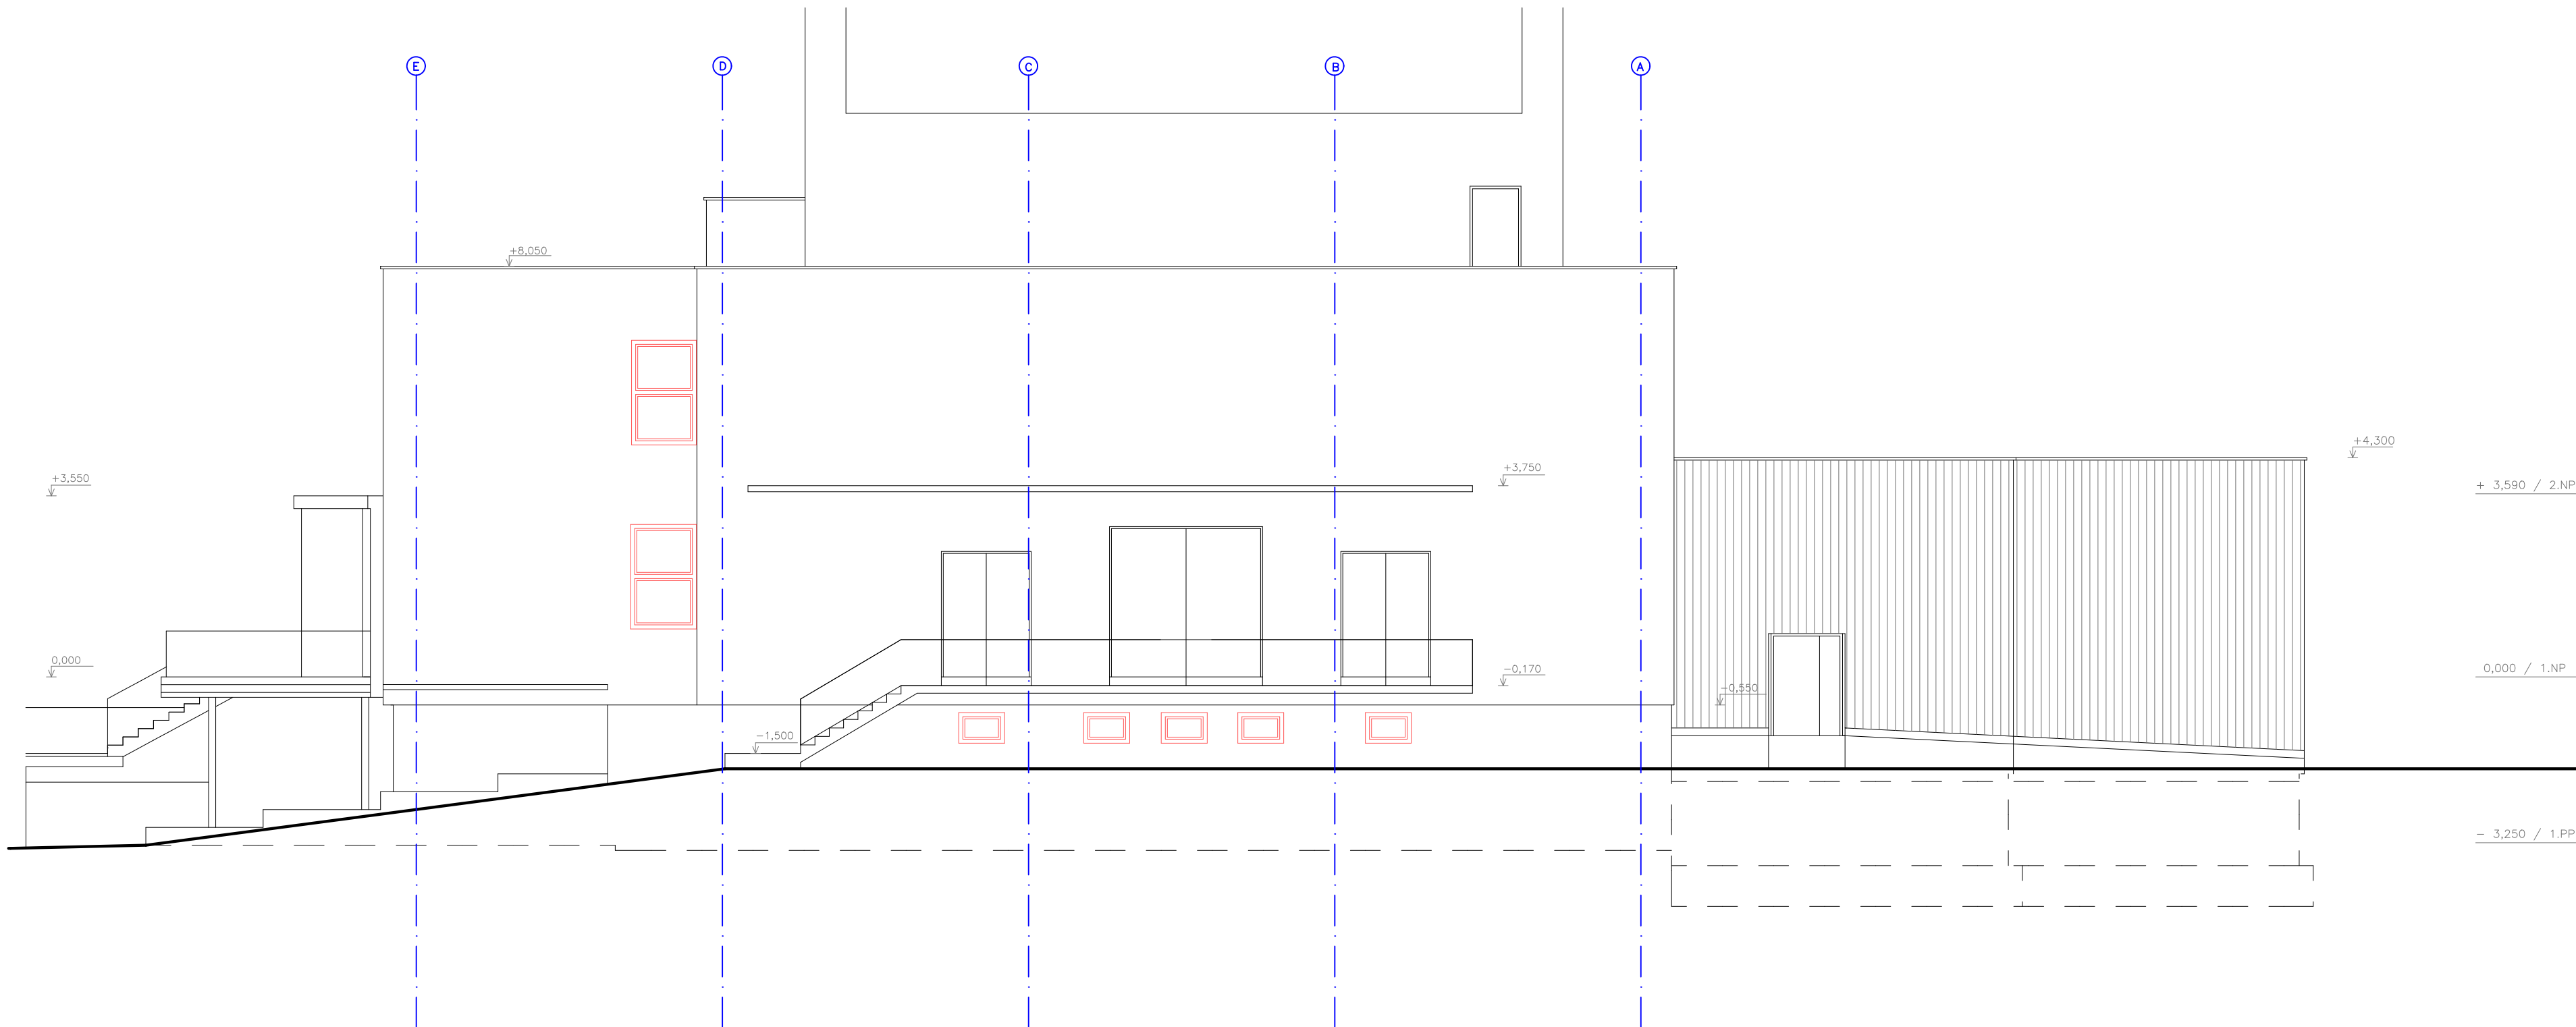 E
D
C
B
A
+8,050
+4,300
+3,550
+3,750
+ 3,590 / 2.NP
0,000
-0,170
0,000 / 1.NP
-0,550
-1,500
- 3,250 / 1.PP